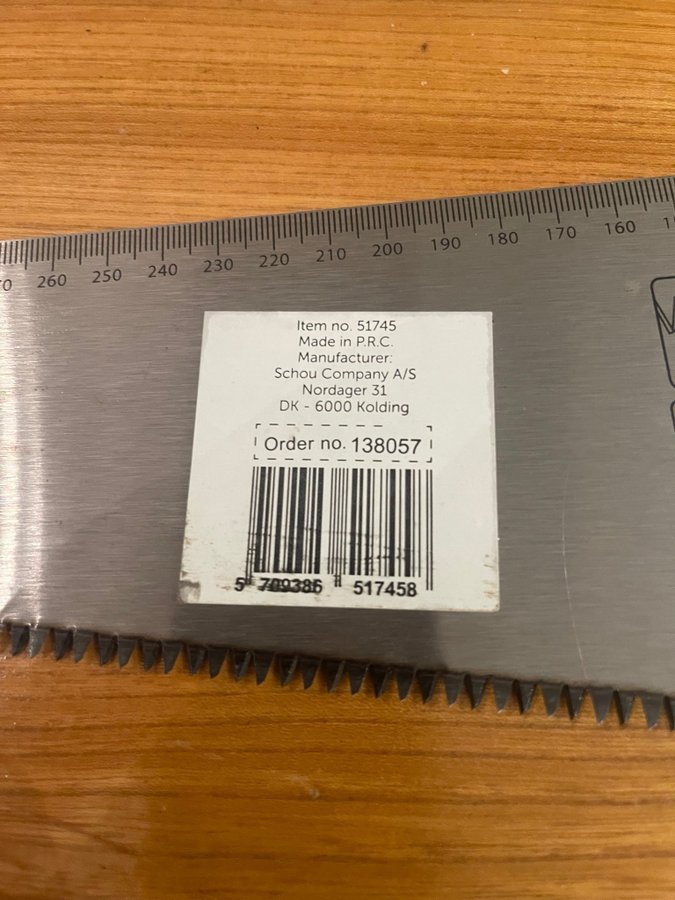 260 250 240 230 220 210 200 190 180 170 160
Item no. 51745
Made in P.R.C.
Manufacturer:
Schou Company A/S
Nordager 31
DK - 6000 Kolding
Order no. 138057
5 709386 517458